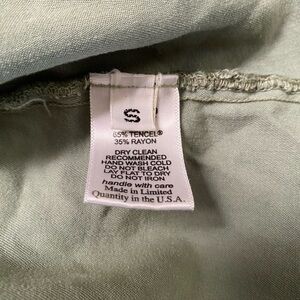 S
65% TENCEL®
35% RAYON
DRY CLEAN
RECOMMENDED
HAND WASH COLD
DO NOT BLEACH
LAY FLAT TO DRY
DO NOT IRON
handle with care
Made in Limited
Quantity in the U.S.A.